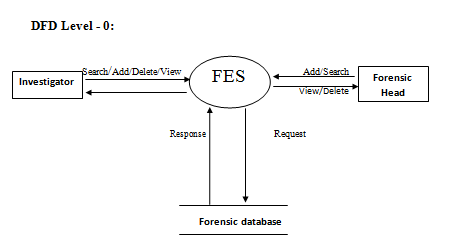 DFD Level - 0:
Search/Add/Delete/View
FES
Add/Search
Investigator
Forensic
Head
View/Delete
Response
Request
Forensic database